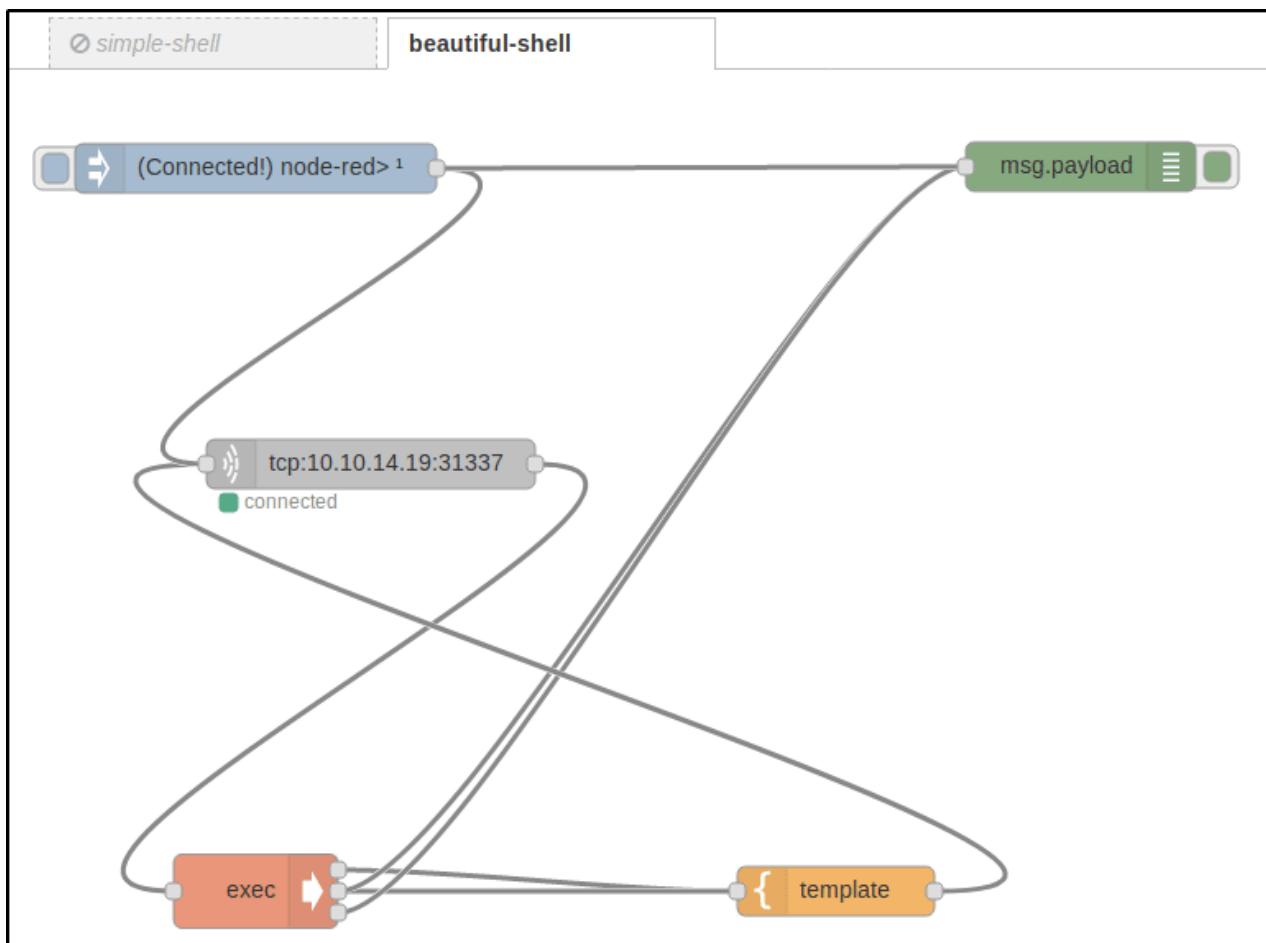 simple-shell
beautiful-shell
(Connected!) node-red> ¹
msg.payload
tcp:10.10.14.19:31337
connected
exec
template